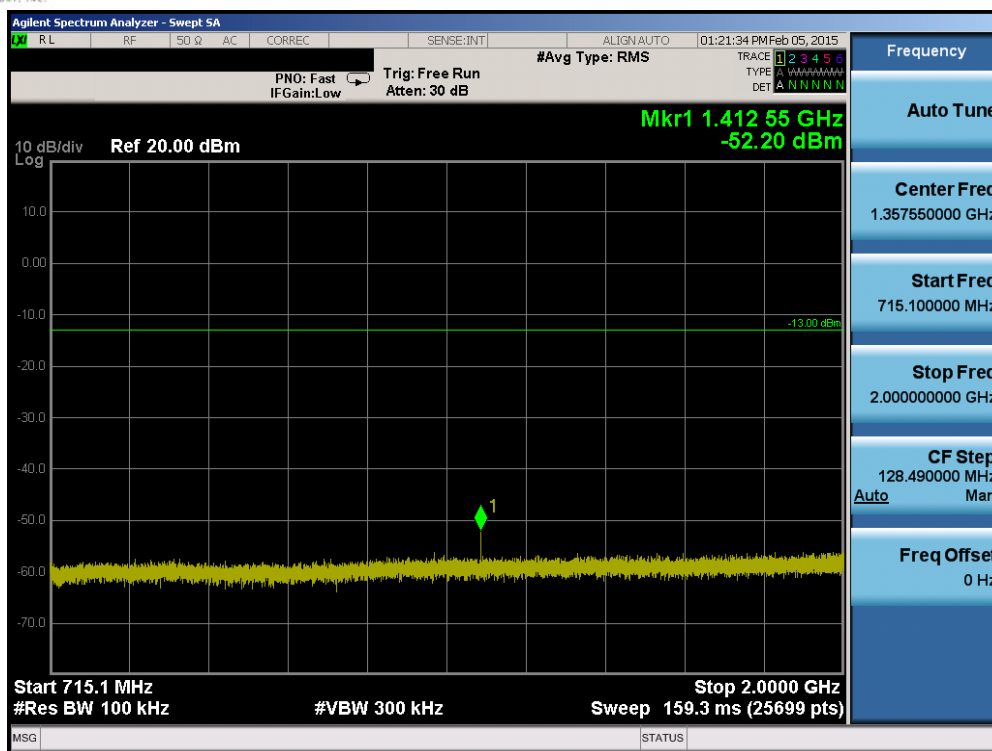 Agilent Spectrum Analyzer - Swept SA
LXI RL RF 50 Ω AC CORREC SENSE:INT ALIGN AUTO 01:21:34 PM Feb 05, 2015
#Avg Type: RMS
TRACE 1 2 3 4 5 6
TYPE A WWWWWW
DET A N N N N N
PNO: Fast
IFGain:Low
Trig: Free Run
Atten: 30 dB
Mkr1 1.412 55 GHz
-52.20 dBm
10 dB/div
Log
Ref 20.00 dBm
10.0
0.00
-10.0
-13.00 dBm
-20.0
-30.0
-40.0
-50.0
1
-60.0
-70.0
Start 715.1 MHz
Stop 2.0000 GHz
#Res BW 100 kHz
#VBW 300 kHz
Sweep 159.3 ms (25699 pts)
MSG
STATUS
Frequency
Auto Tune
Center Freq
1.357550000 GHz
Start Freq
715.100000 MHz
Stop Freq
2.000000000 GHz
CF Step
128.490000 MHz
Auto Man
Freq Offset
0 Hz